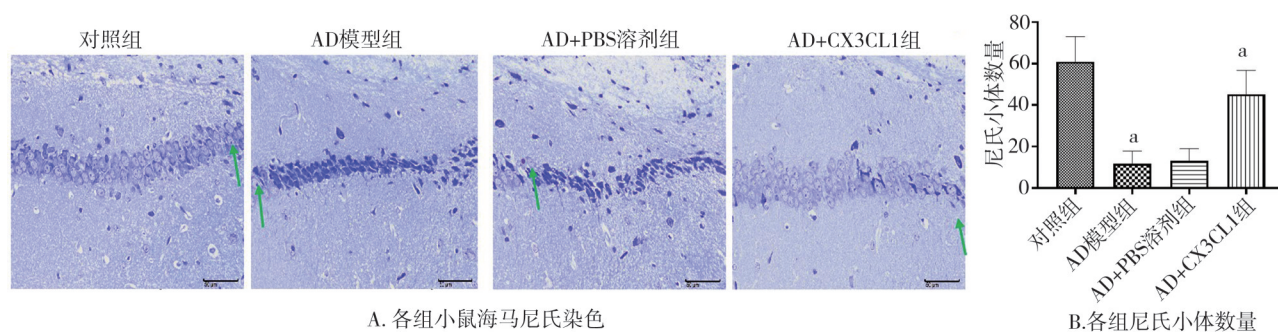 对照组
AD模型组
AD+PBS溶剂组
AD+CX3CL1组
A. 各组小鼠海马尼氏染色
B
80
60
40
20
0
尼氏小体数量
a
a
对照组
AD模型组
AD+PBS溶剂组
AD+CX3CL1组
B.各组尼氏小体数量